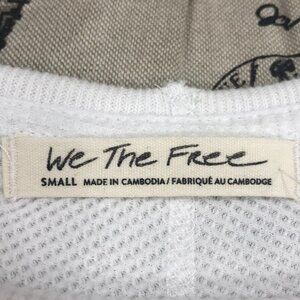 We The Free
SMALL MADE IN CAMBODIA/FABRIQUÉ AU CAMBODGE